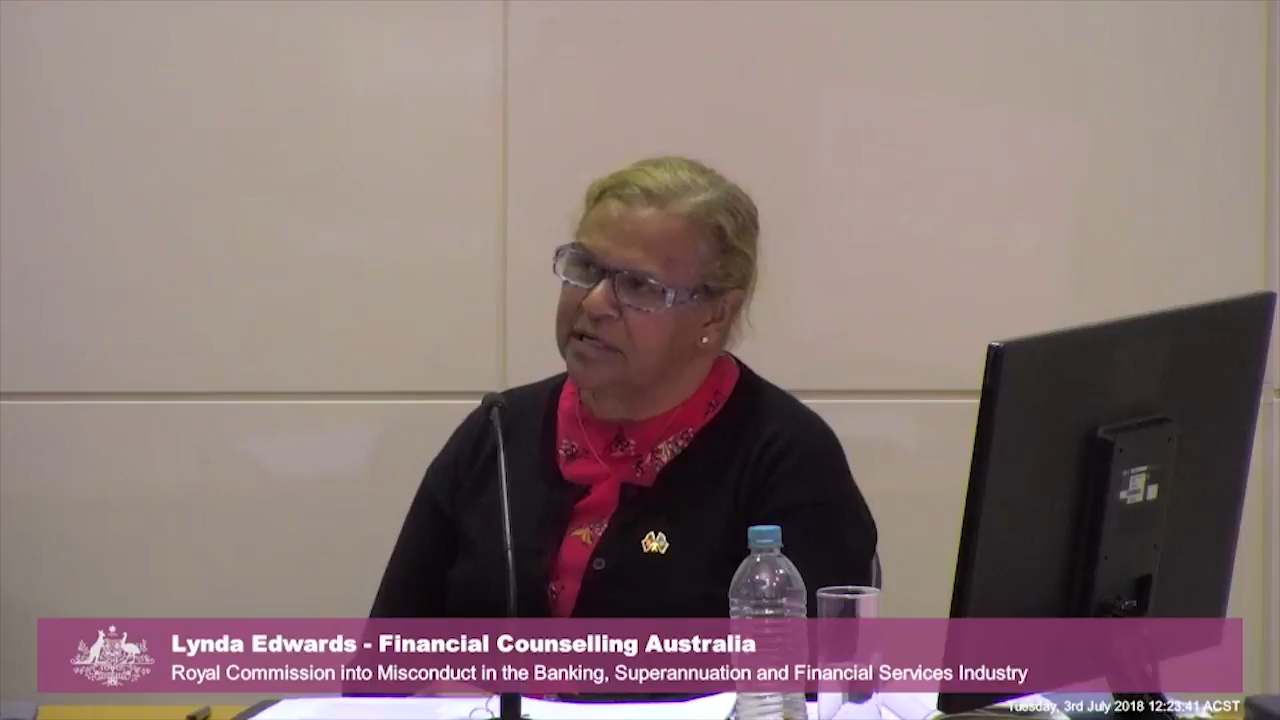 Lynda Edwards - Financial Counselling Australia
Royal Commission into Misconduct in the Banking, Superannuation and Financial Services Industry
Tuesday, 3rd July 2018 12:23:41 ACST